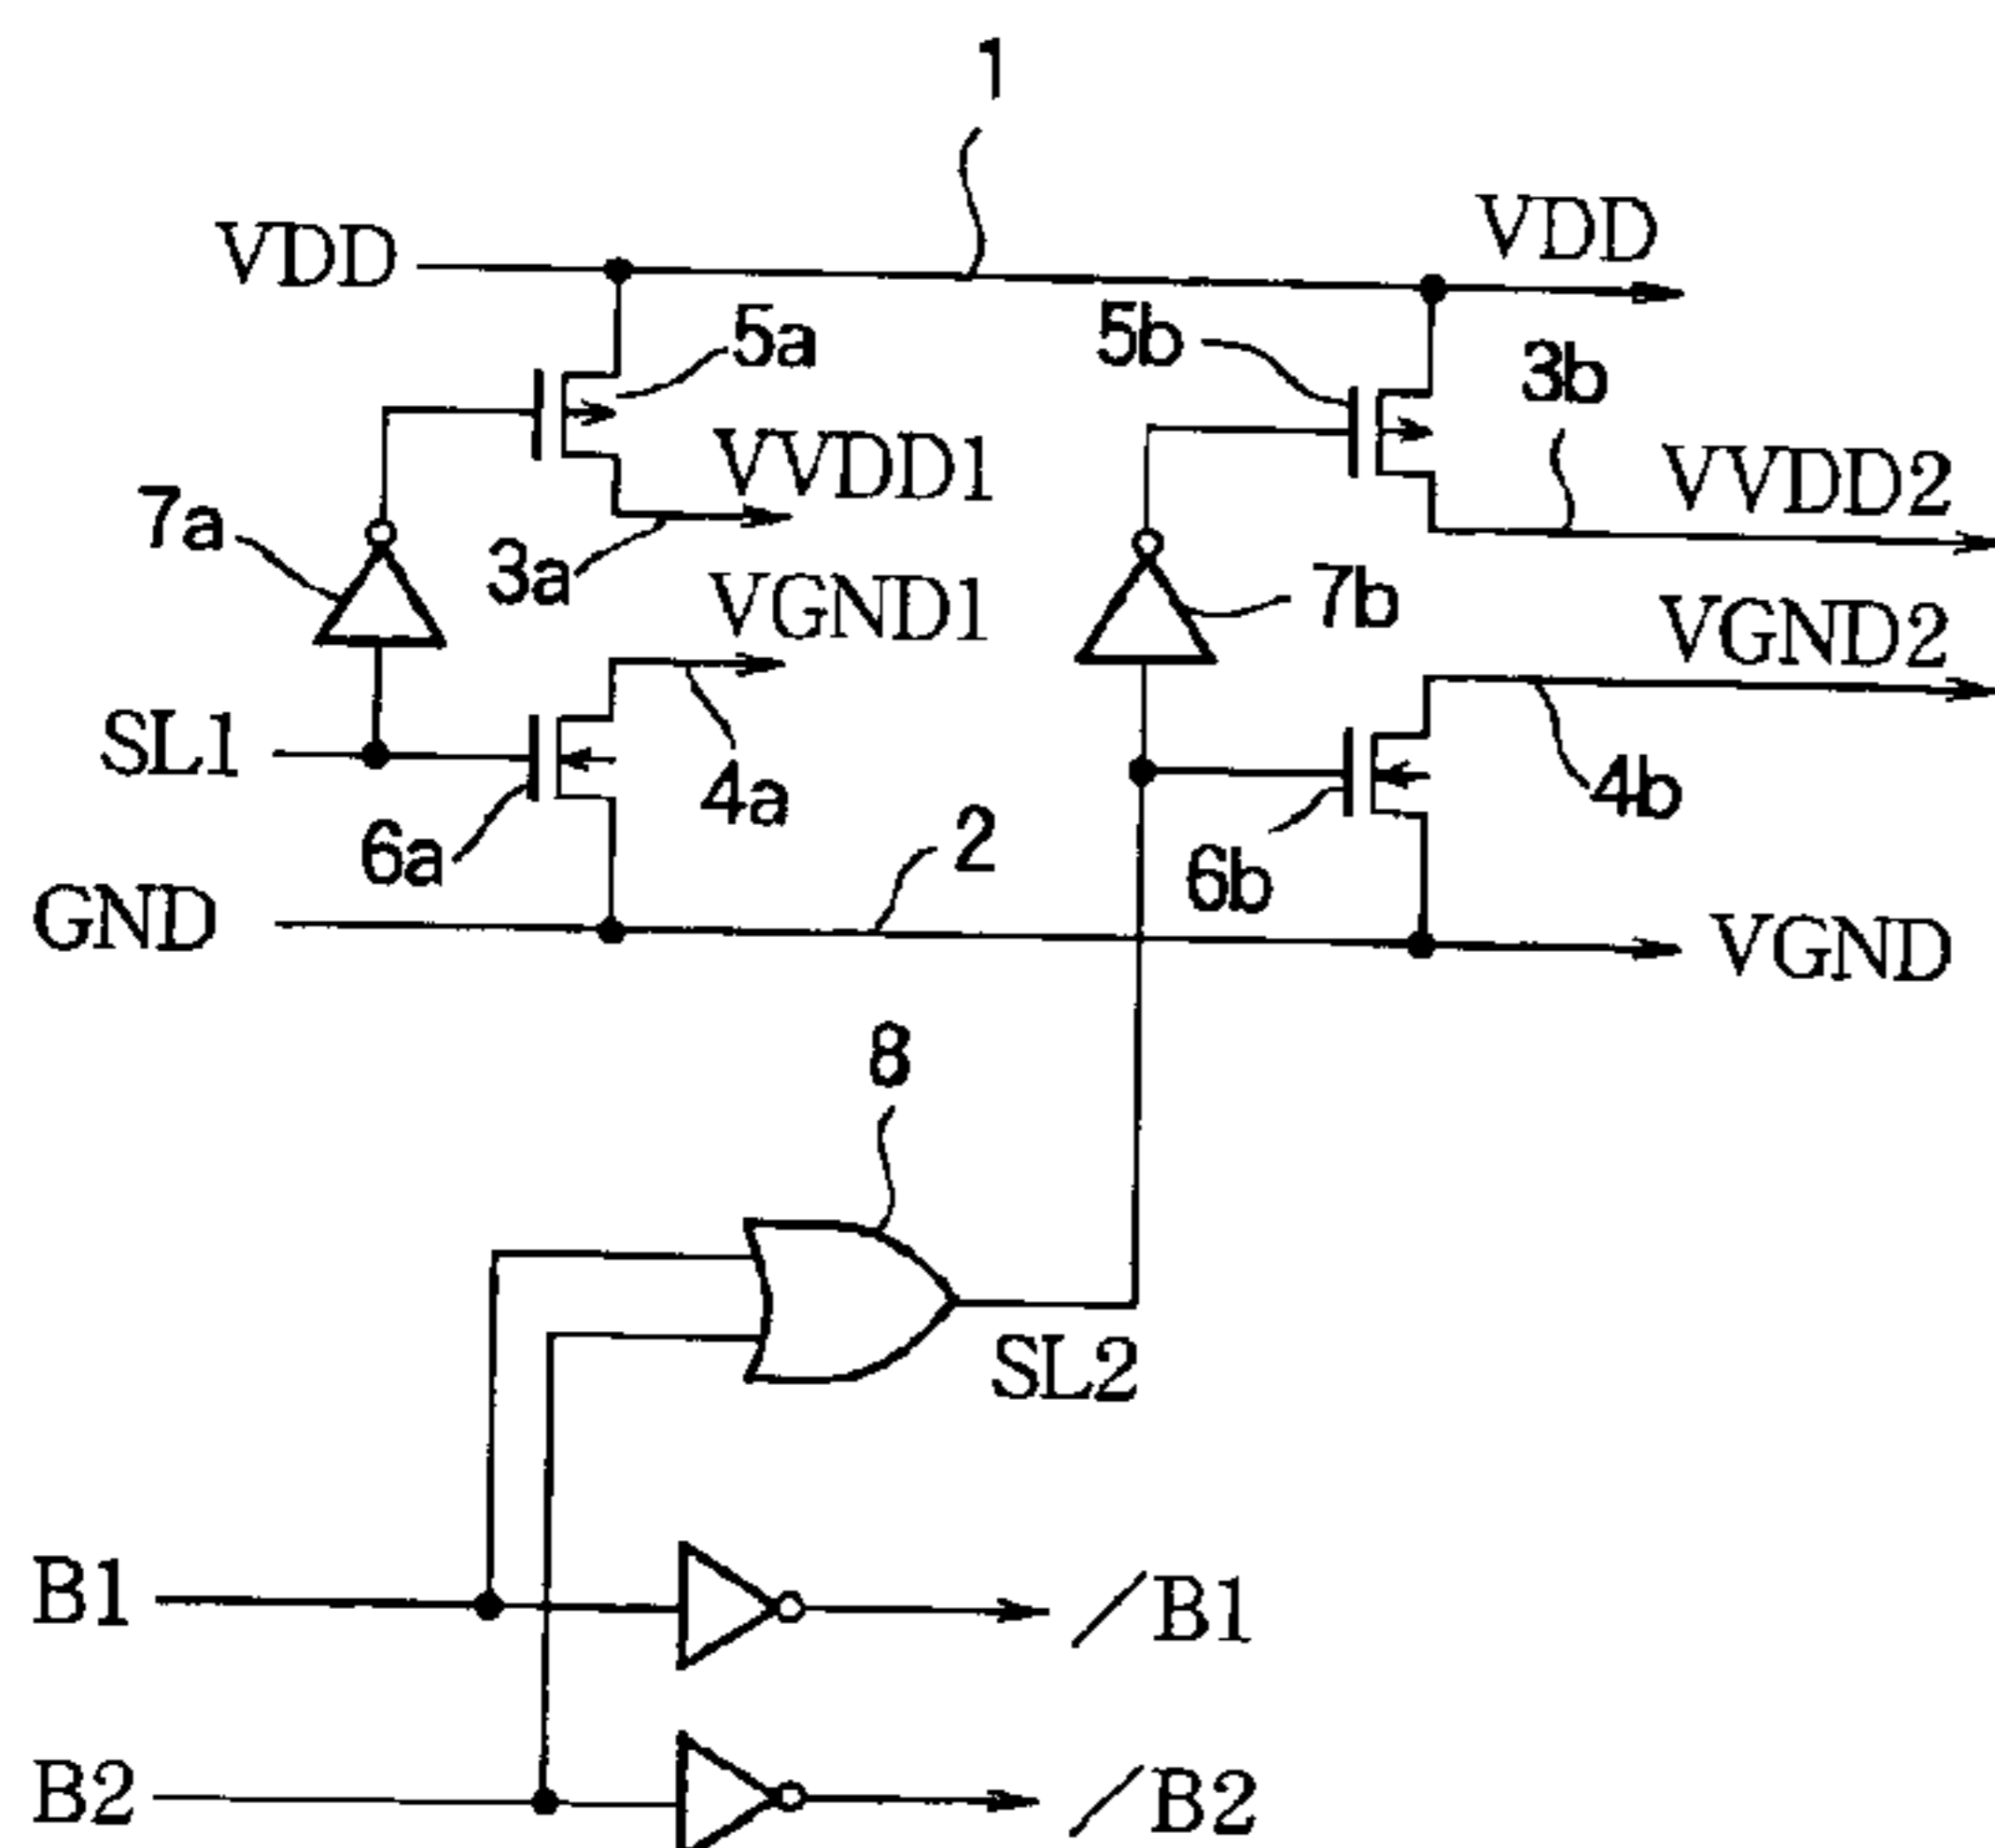 1
VDD
VDD
5a
5b
3b
VVDD1
VVDD2
7a
3a
VGND1
7b
VGND2
SL1
4a
4b
6a
2
6b
GND
VGND
8
SL2
B1
/B1
B2
/B2